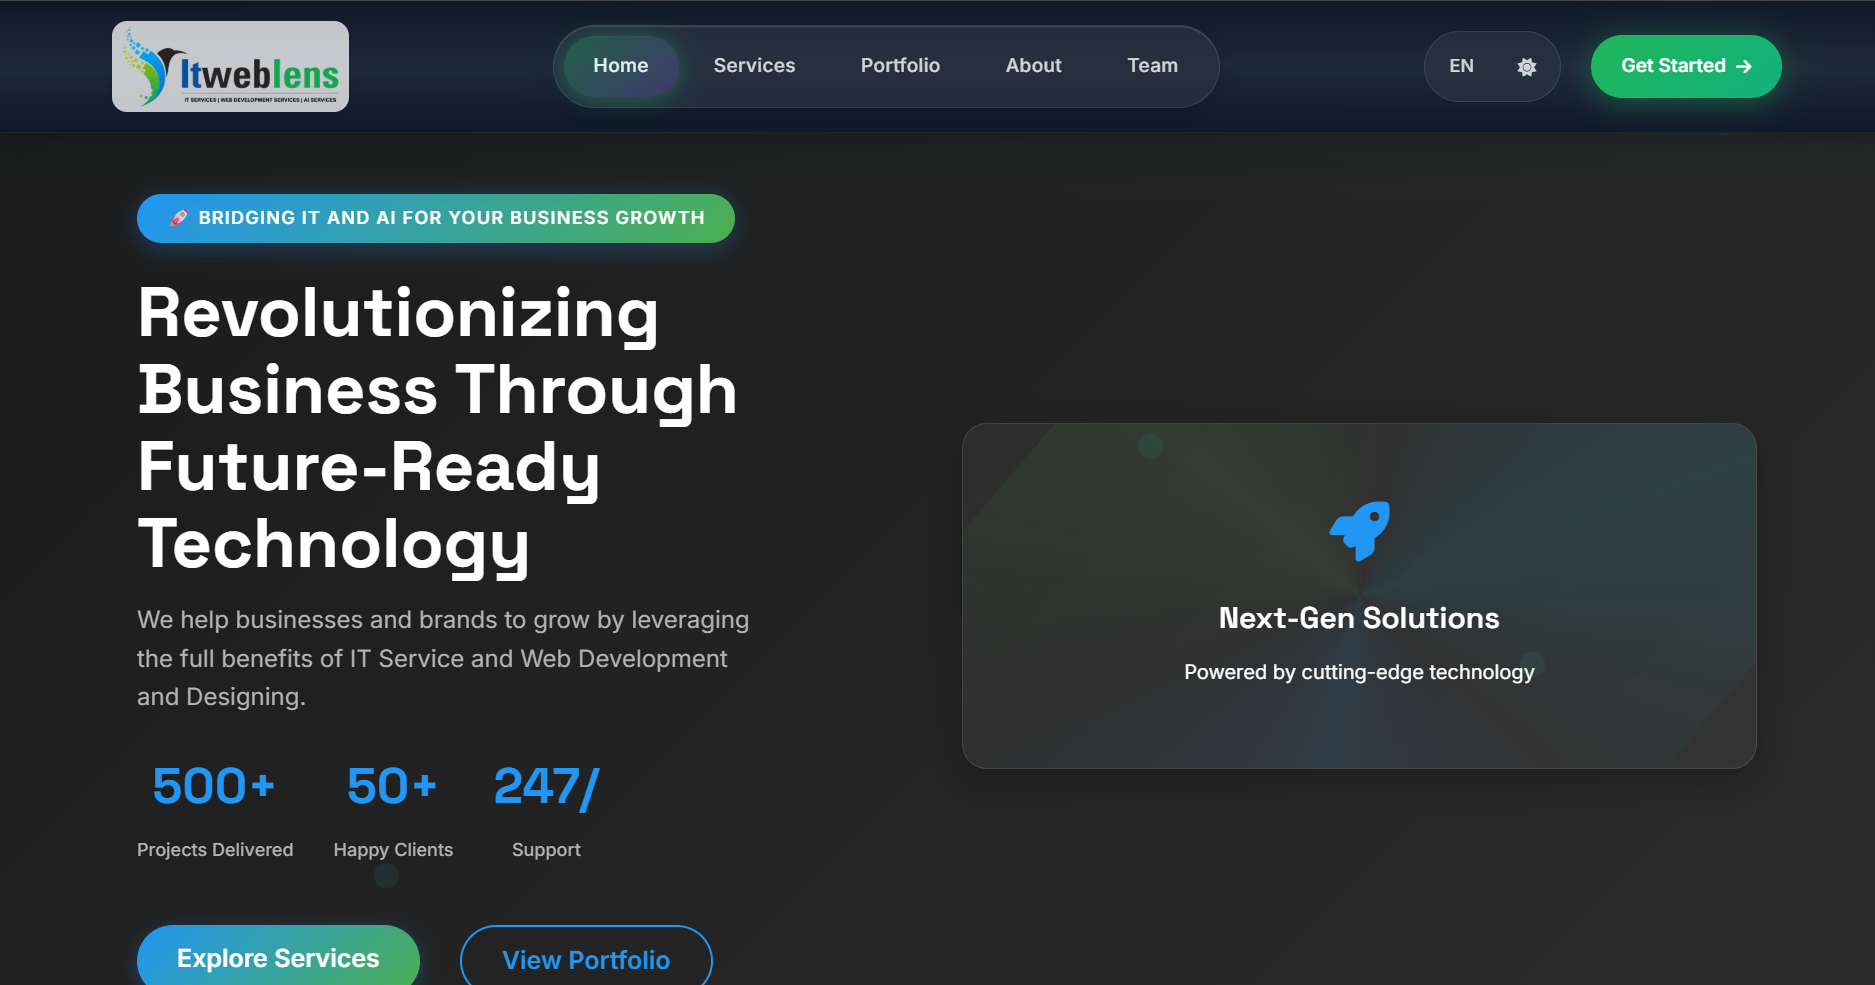 Itweblens
IT SERVICES | WEB DEVELOPMENT SERVICES | AI SERVICES
Home
Services
Portfolio
About
Team
EN
Get Started →
🚀 BRIDGING IT AND AI FOR YOUR BUSINESS GROWTH
Revolutionizing
Business Through
Future-Ready
Technology
We help businesses and brands to grow by leveraging
the full benefits of IT Service and Web Development
and Designing.
500+
Projects Delivered
50+
Happy Clients
247/
Support
Explore Services
View Portfolio
Next-Gen Solutions
Powered by cutting-edge technology